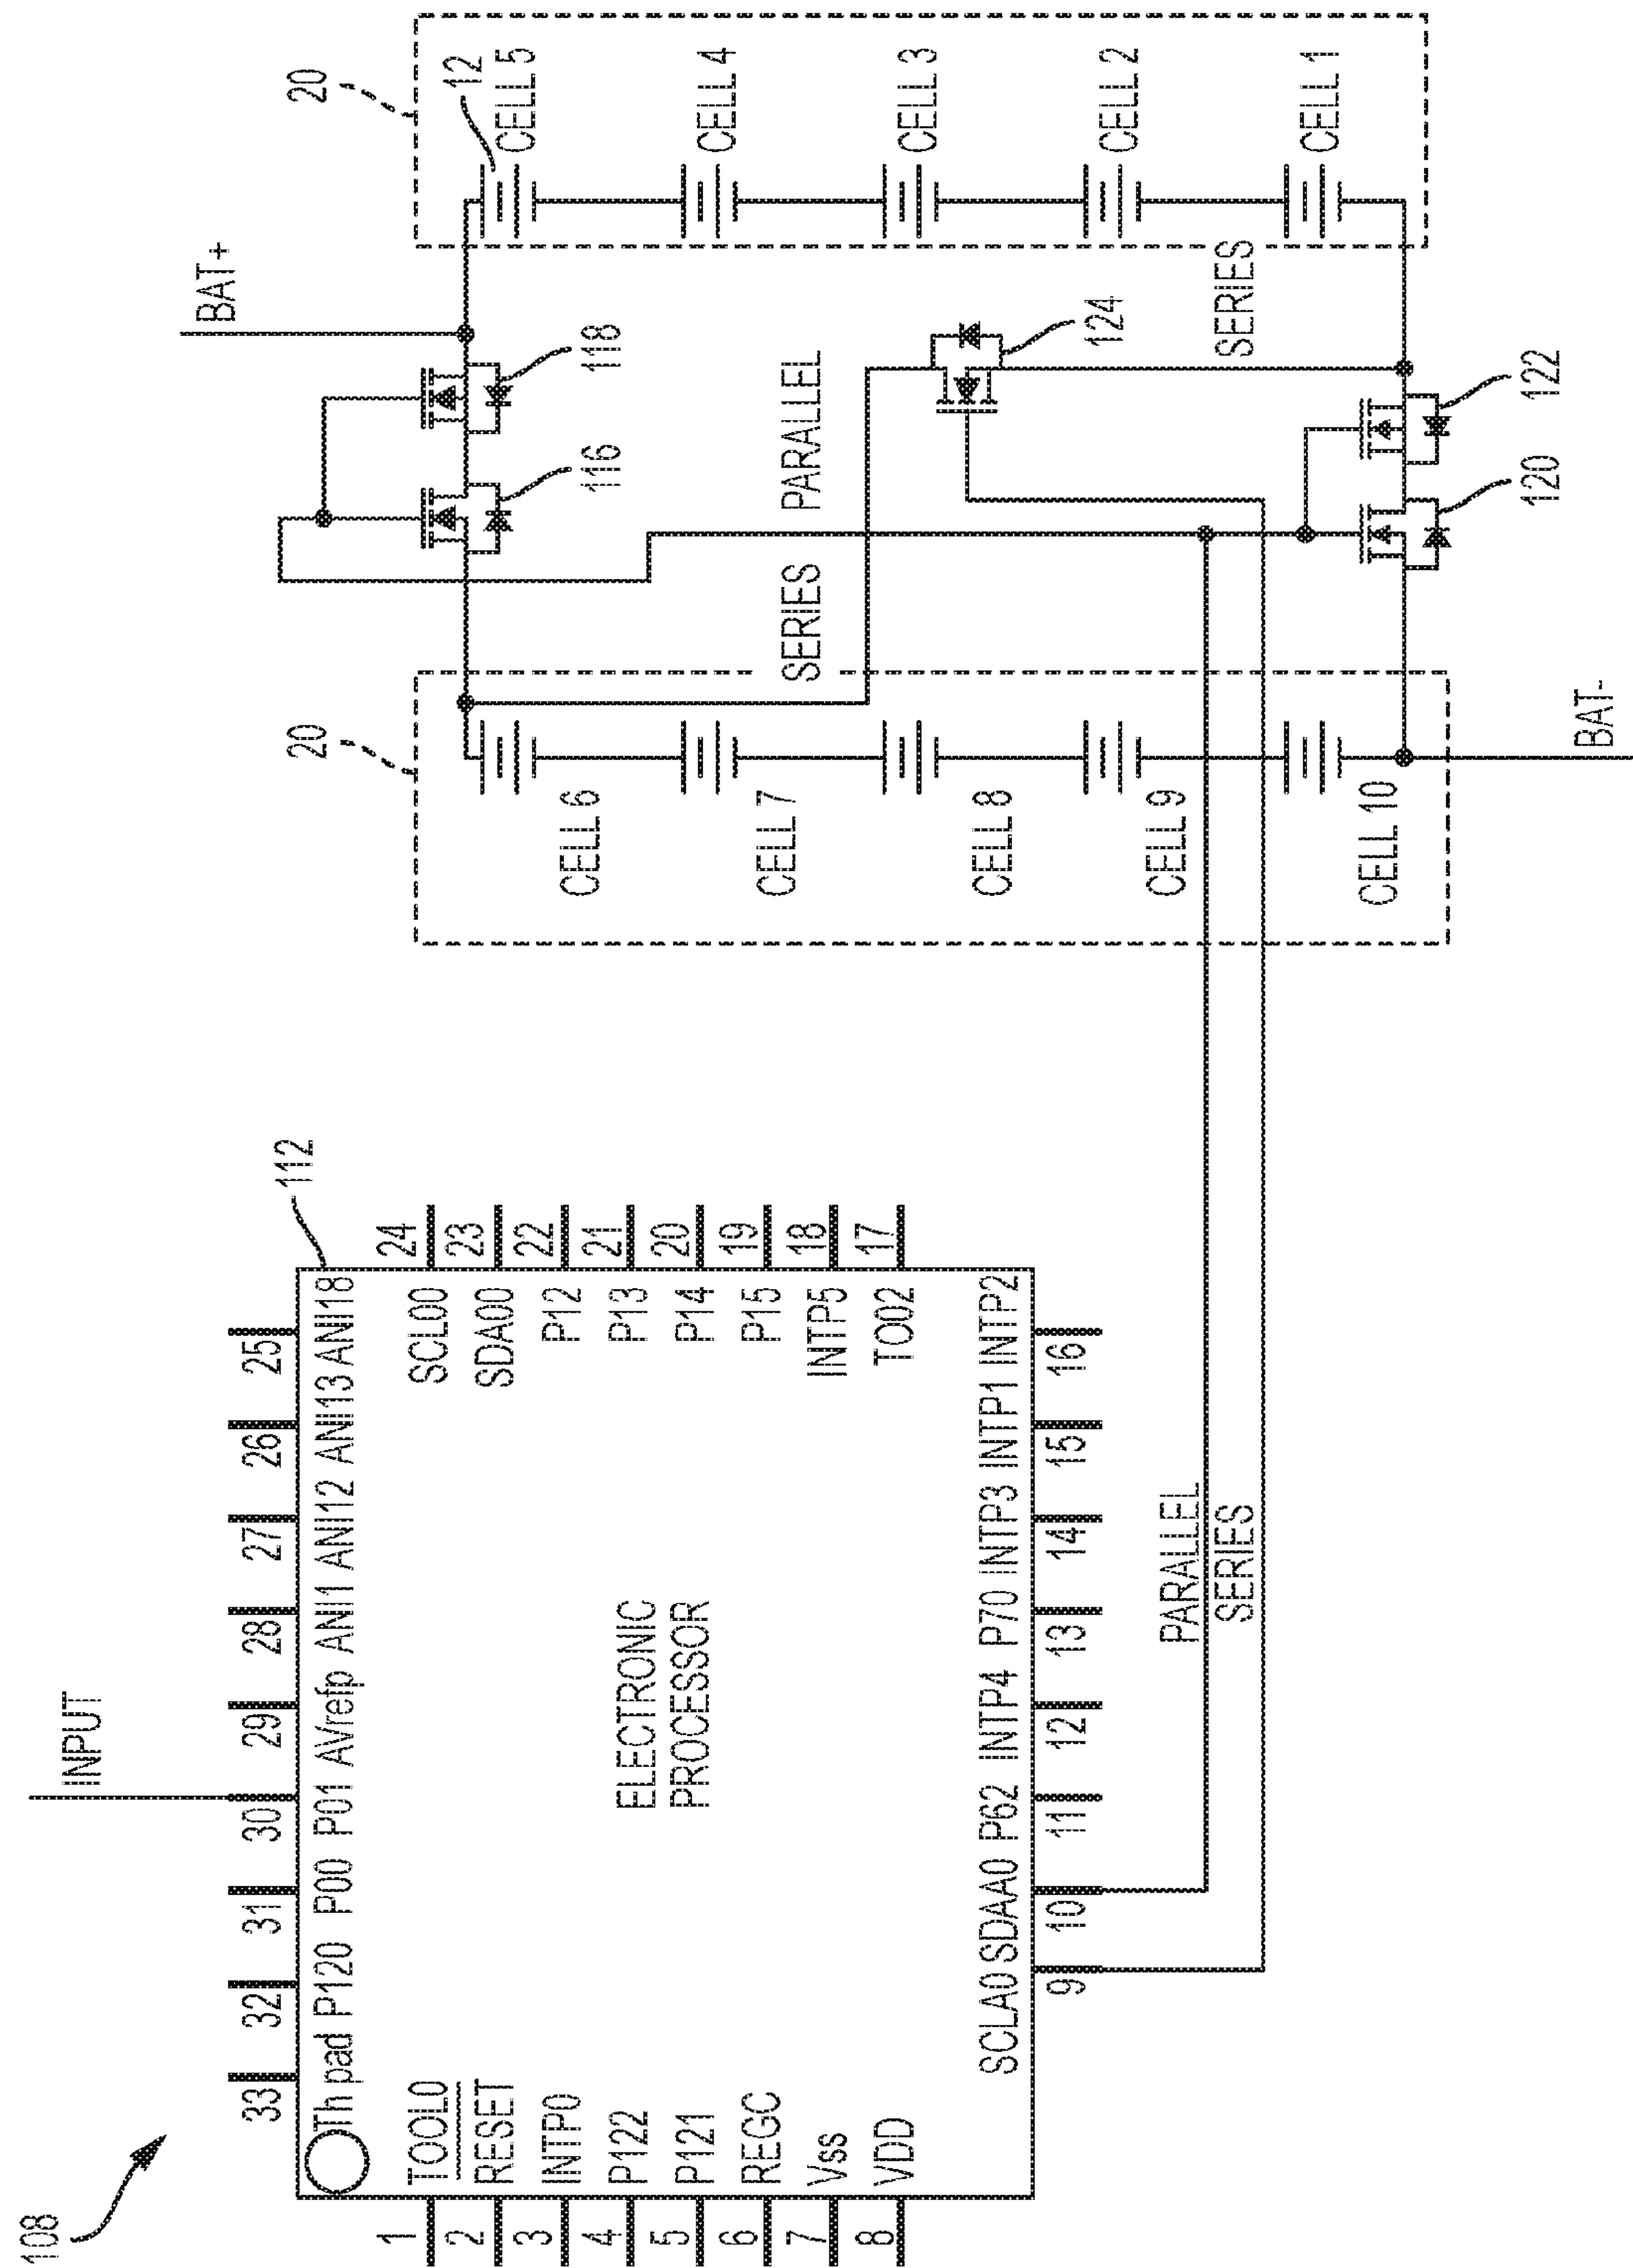 108
INPUT
112
33
32
31
30
29
28
27
26
25
Th pad P120 P00 P01 AVrefp ANI1 ANI12 ANI13 ANI18
1
2
3
4
5
6
7
8
TOOL0
RESET
INTP0
P122
P121
REGC
Vss
VDD
ELECTRONIC
PROCESSOR
SCL00
SDA00
P12
P13
P14
P15
INTP5
TO02
24
23
22
21
20
19
18
17
SCLA0 SDAA0 P62 INTP4 P70 INTP3 INTP1 INTP2
9
10
11
12
13
14
15
16
PARALLEL
SERIES
20
CELL 6
CELL 7
CELL 8
CELL 9
CELL 10
BAT-
SERIES
PARALLEL
BAT+
116
118
124
SERIES
120
122
20
12
CELL 5
CELL 4
CELL 3
CELL 2
CELL 1